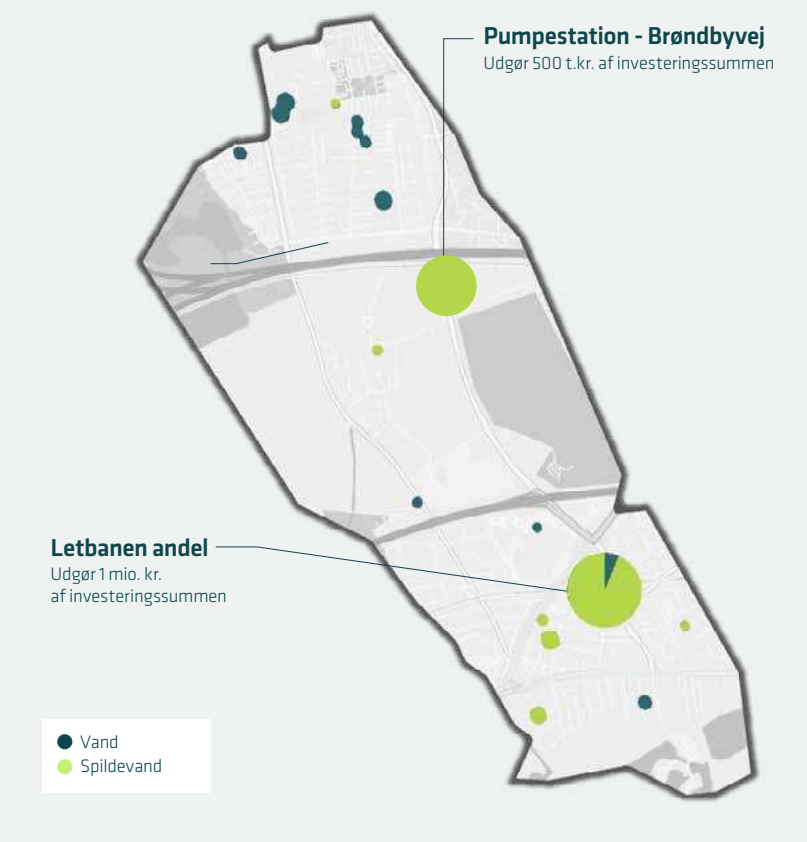 Pumpestation - Brøndbyvej
Udgør 500 t.kr. af investeringssummen
Letbanen andel
Udgør 1 mio. kr.
af investeringssummen
Vand
Spildevand